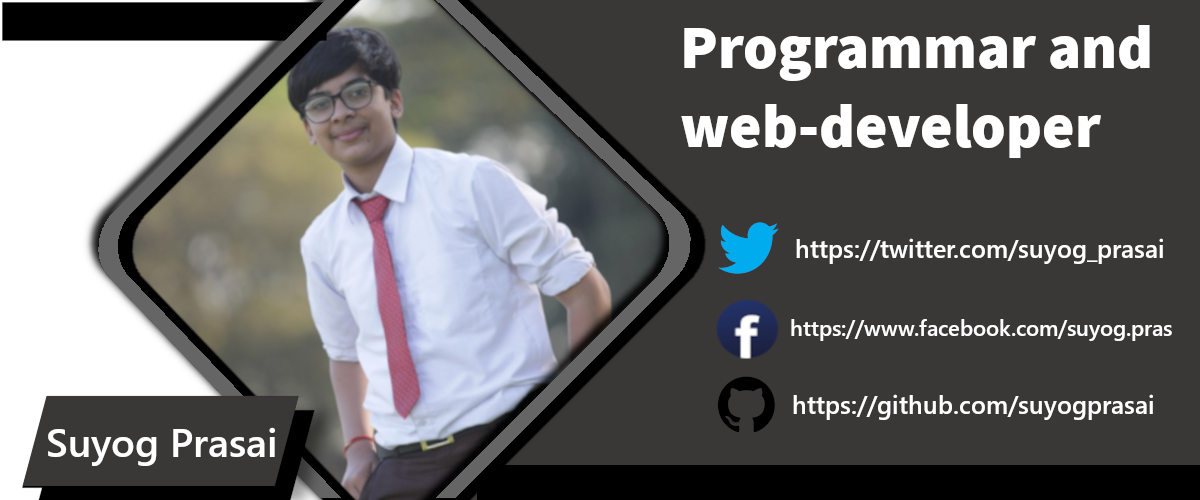 Programmar and
web-developer
https://twitter.com/suyog_prasai
https://www.facebook.com/suyog.pras
https://github.com/suyogprasai
Suyog Prasai